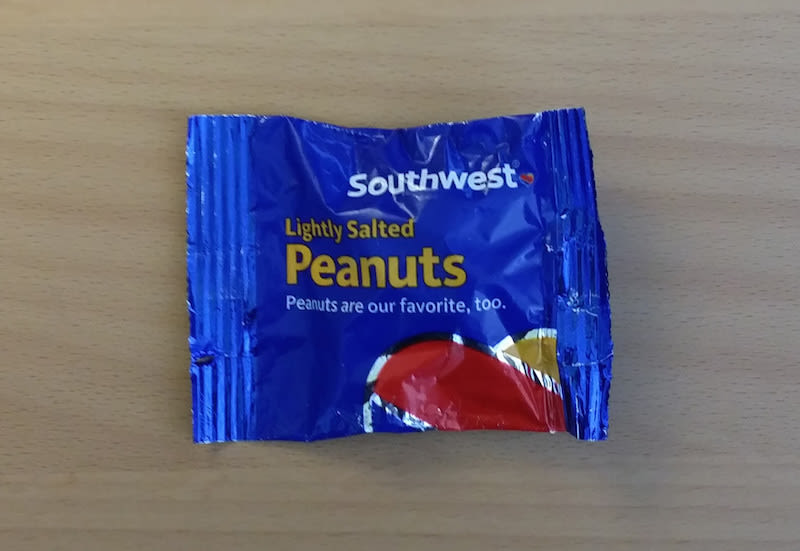 Southwest®
Lightly Salted
Peanuts
Peanuts are our favorite, too.